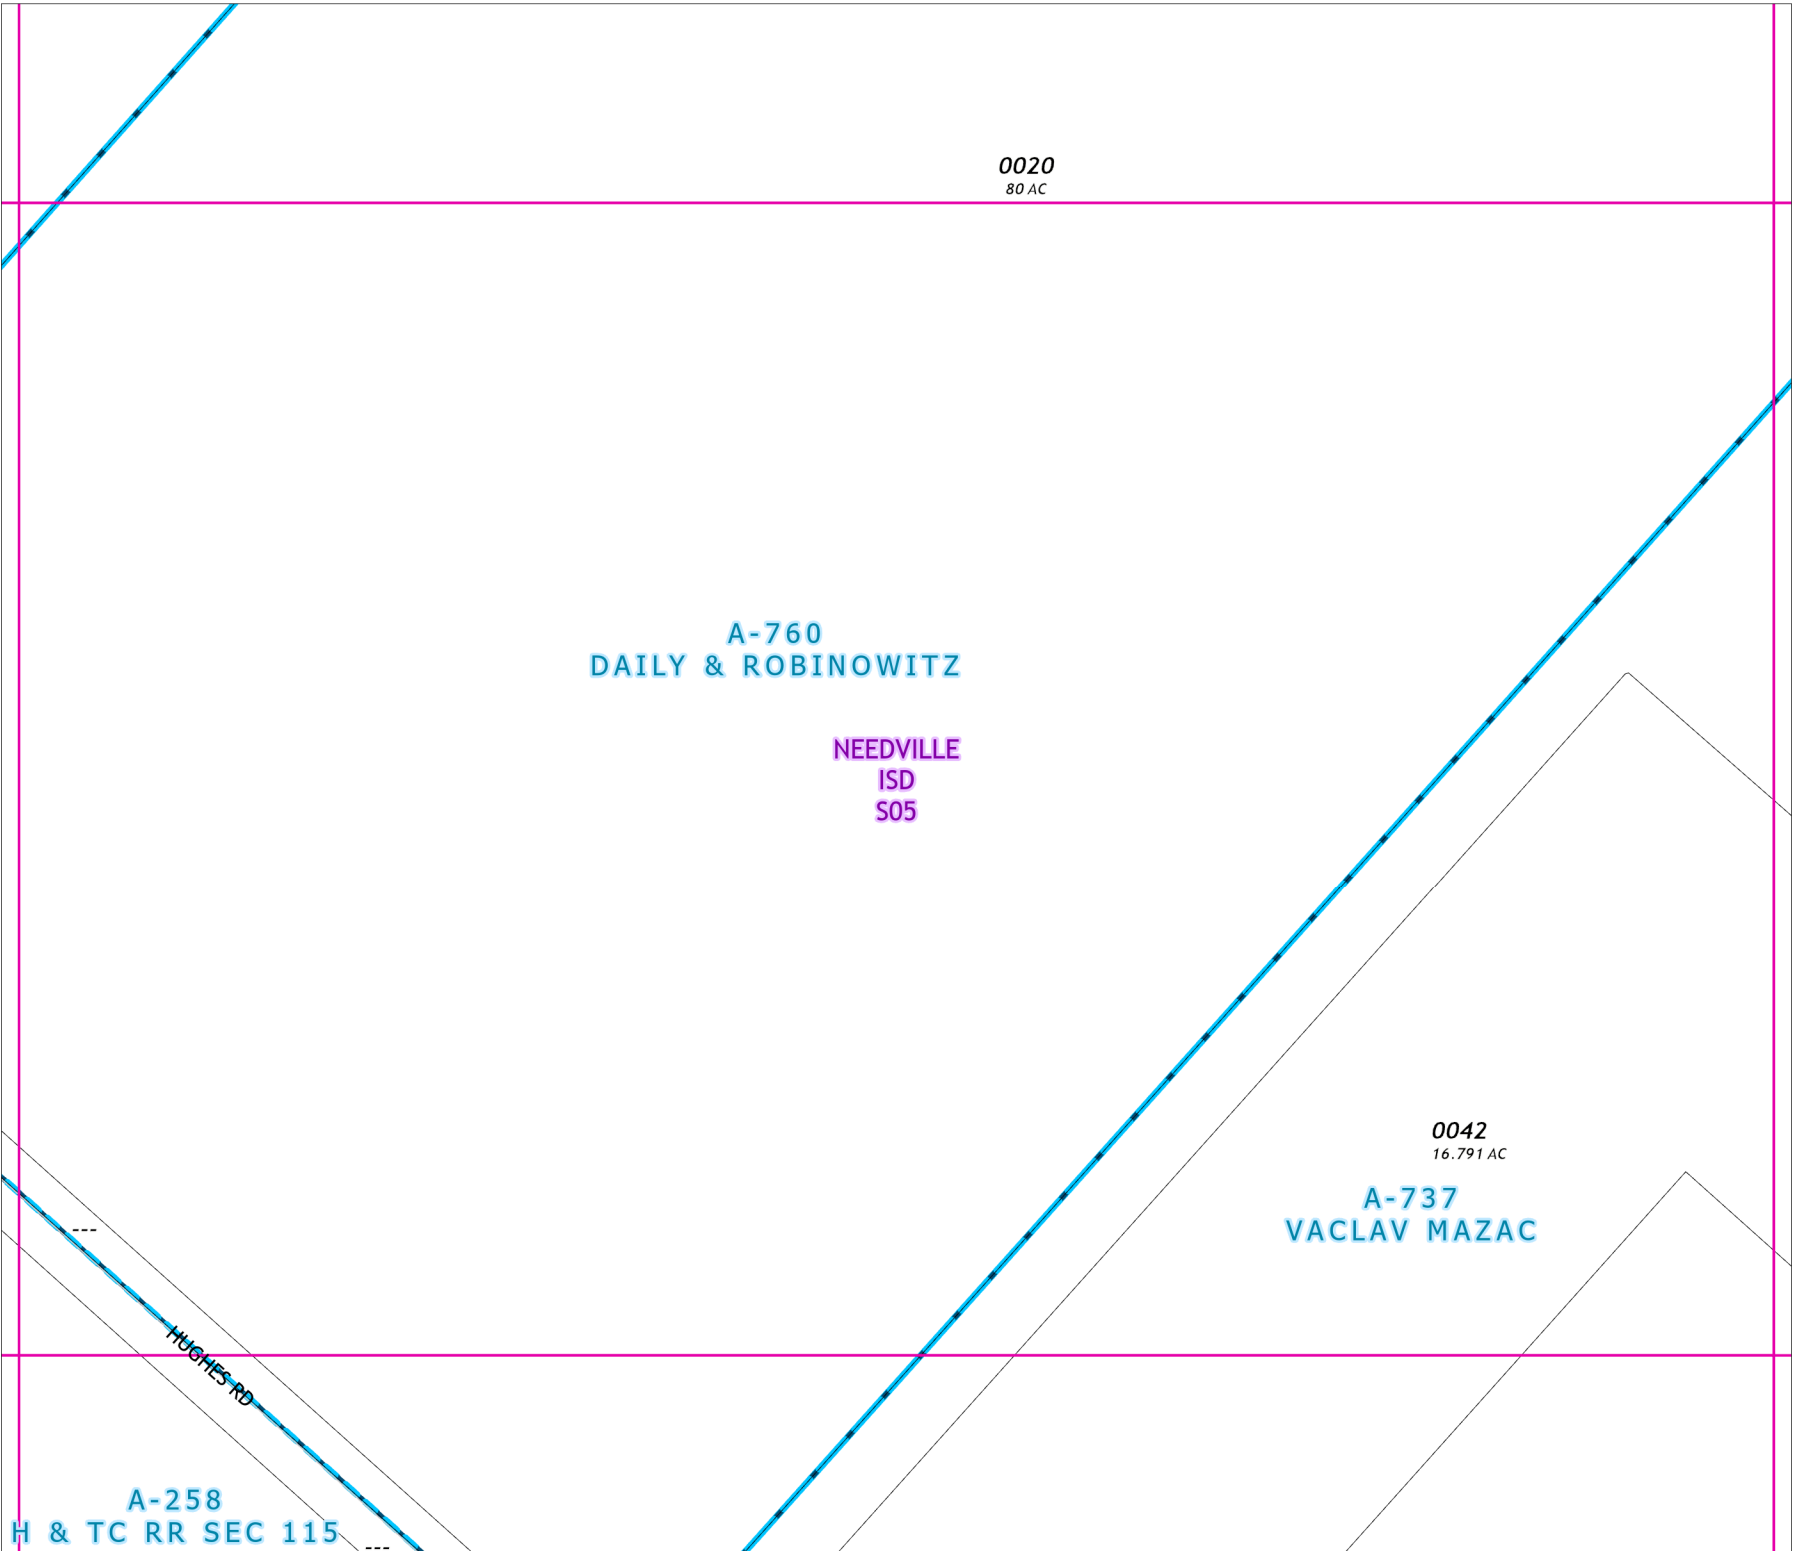 0020
80 AC
A-760
DAILY & ROBINOWITZ
NEEDVILLE
ISD
S05
0042
16.791 AC
A-737
VACLAV MAZAC
---
HUGHES RD
A-258
H & TC RR SEC 115
---